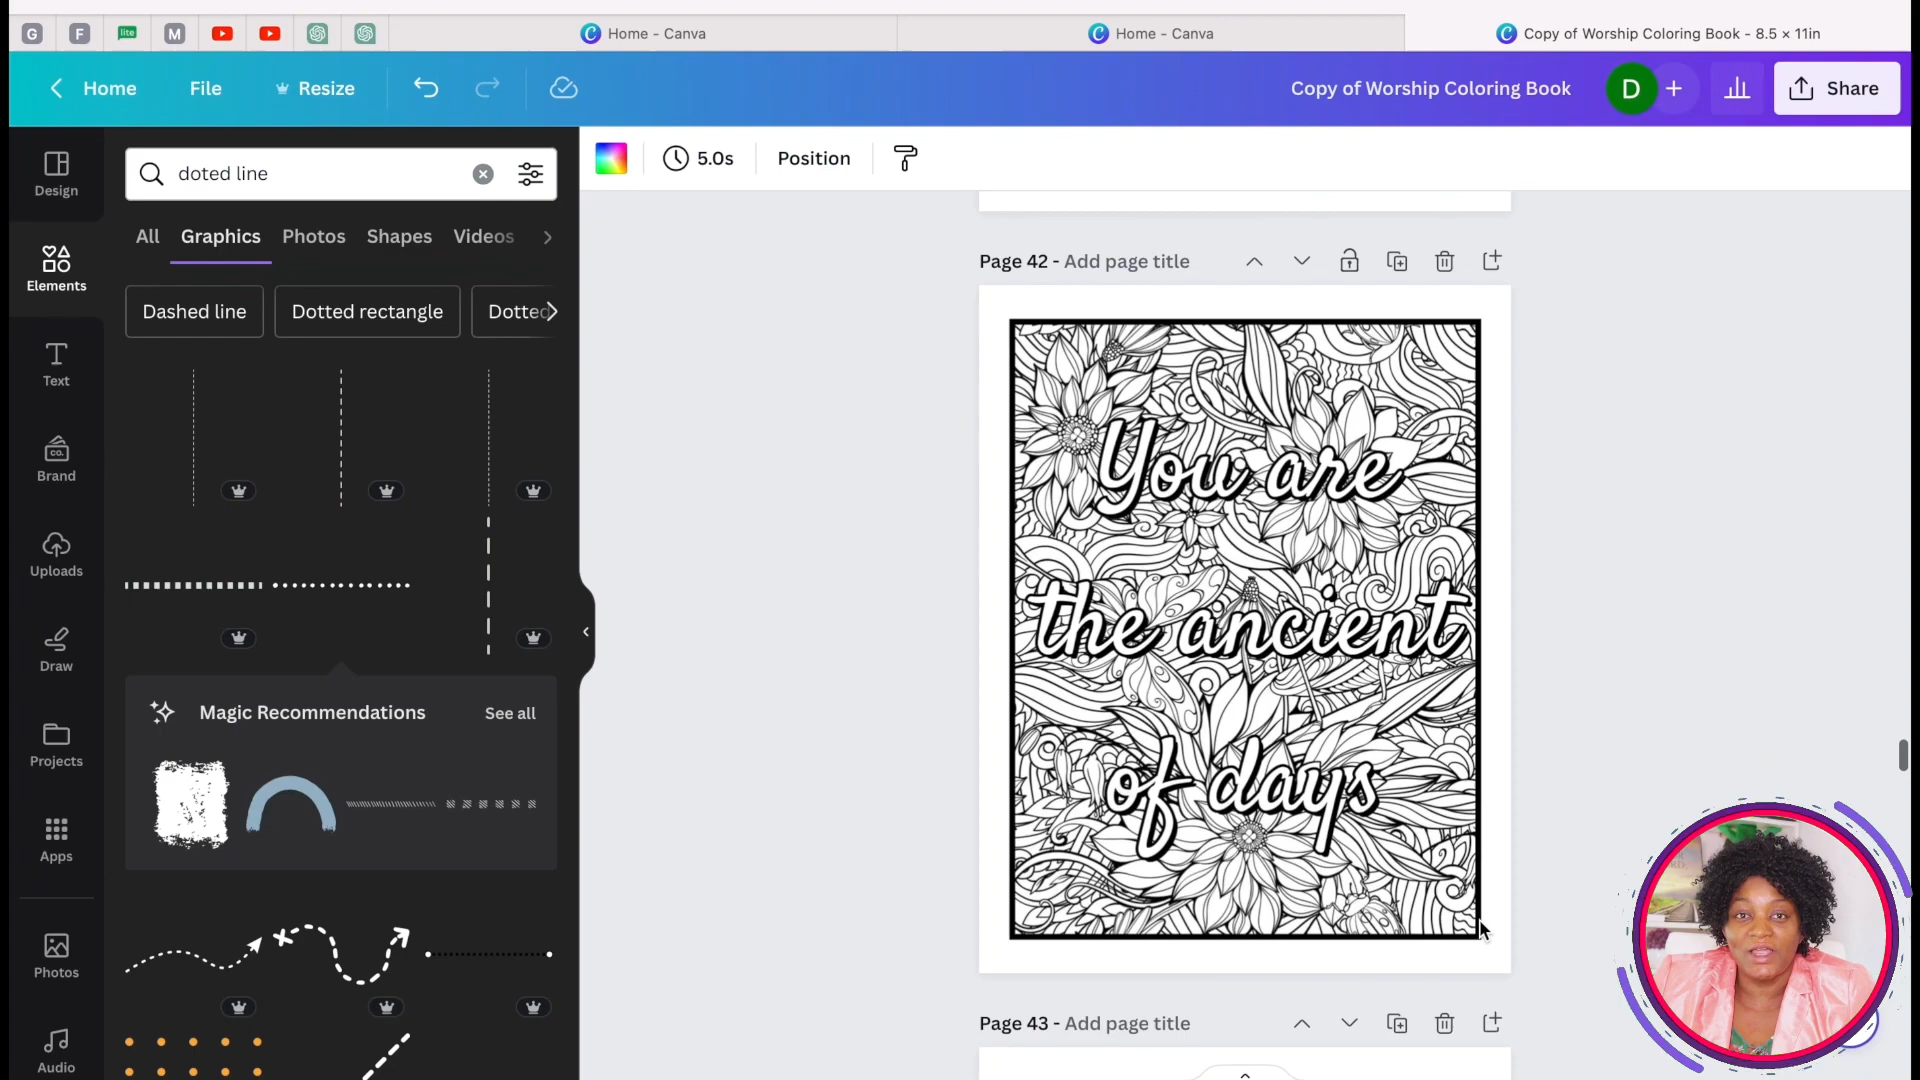 G
F
lite
M
Home - Canva
Home - Canva
Copy of Worship Coloring Book - 8.5 × 11in
Home
File
Resize
Copy of Worship Coloring Book
D
Share
Design
Elements
Text
Brand
Uploads
Draw
Projects
Apps
Photos
Audio
doted line
All
Graphics
Photos
Shapes
Videos
Dashed line
Dotted rectangle
Dotted
Magic Recommendations
See all
5.0s
Position
Page 42 - Add page title
You are
the ancient
of days
Page 43 - Add page title